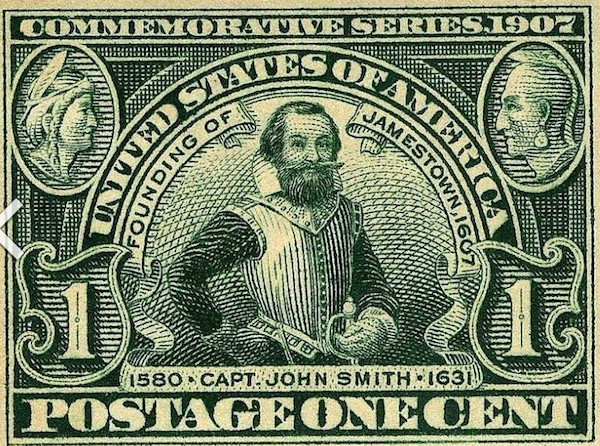 COMMEMORATIVE SERIES, 1907
UNITED STATES OF AMERICA
FOUNDING OF JAMESTOWN, 1607
1 1
1580 • CAPT. JOHN SMITH • 1631
POSTAGE ONE CENT